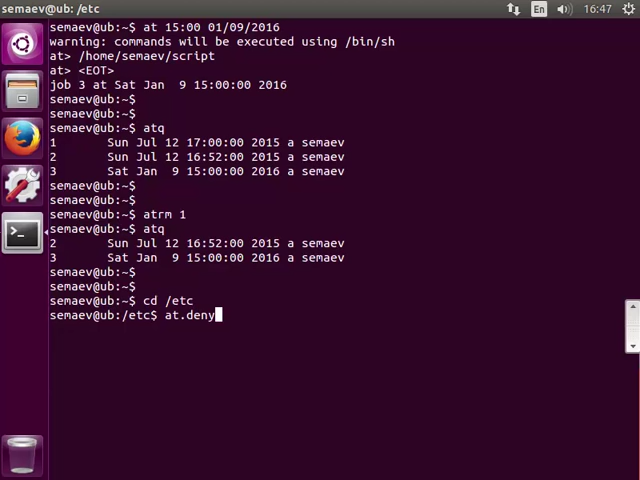 semaev@ub: /etc
En
16:47
semaev@ub:~$ at 15:00 01/09/2016
warning: commands will be executed using /bin/sh
at> /home/semaev/script
at> <EOT>
job 3 at Sat Jan  9 15:00:00 2016
semaev@ub:~$
semaev@ub:~$
semaev@ub:~$ atq
1       Sun Jul 12 17:00:00 2015 a semaev
2       Sun Jul 12 16:52:00 2015 a semaev
3       Sat Jan  9 15:00:00 2016 a semaev
semaev@ub:~$
semaev@ub:~$
semaev@ub:~$ atrm 1
semaev@ub:~$ atq
2       Sun Jul 12 16:52:00 2015 a semaev
3       Sat Jan  9 15:00:00 2016 a semaev
semaev@ub:~$
semaev@ub:~$
semaev@ub:~$ cd /etc
semaev@ub:/etc$ at.deny